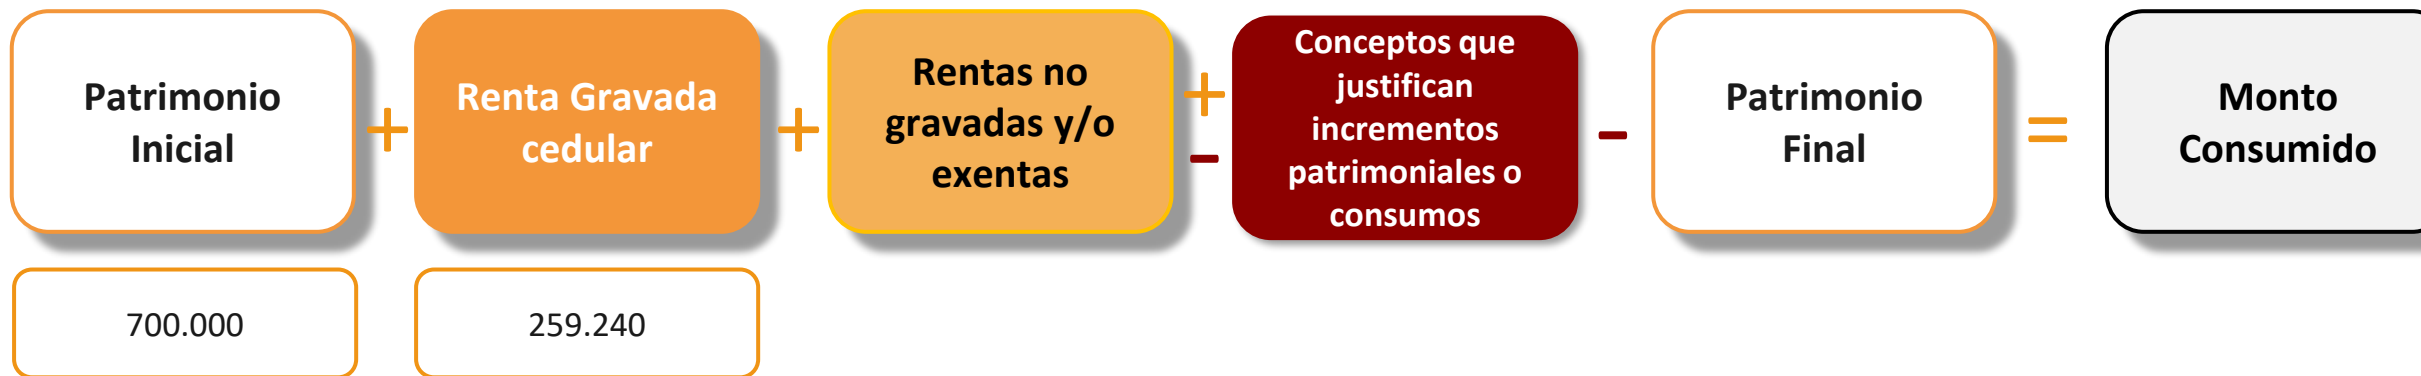 Patrimonio
Inicial
+
Renta Gravada
cedular
+
Rentas no
gravadas y/o
exentas
+
-
Conceptos que
justifican
incrementos
patrimoniales o
consumos
-
Patrimonio
Final
=
Monto
Consumido
700.000
259.240